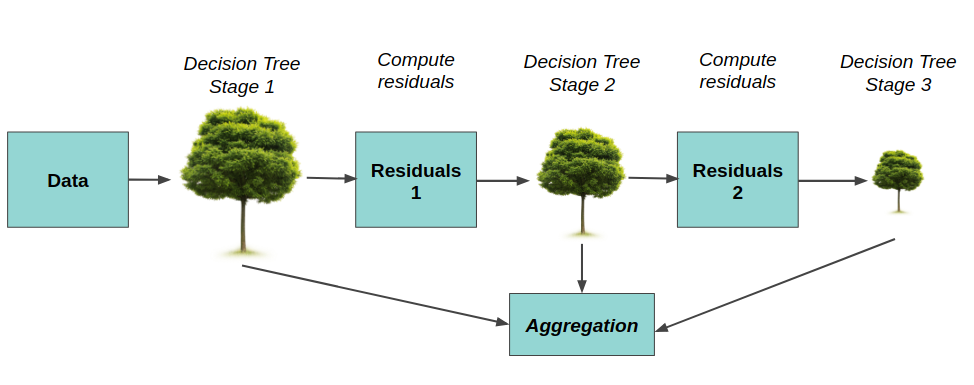 Decision Tree
Stage 1
Compute
residuals
Decision Tree
Stage 2
Compute
residuals
Decision Tree
Stage 3
Data
Residuals
1
Residuals
2
Aggregation